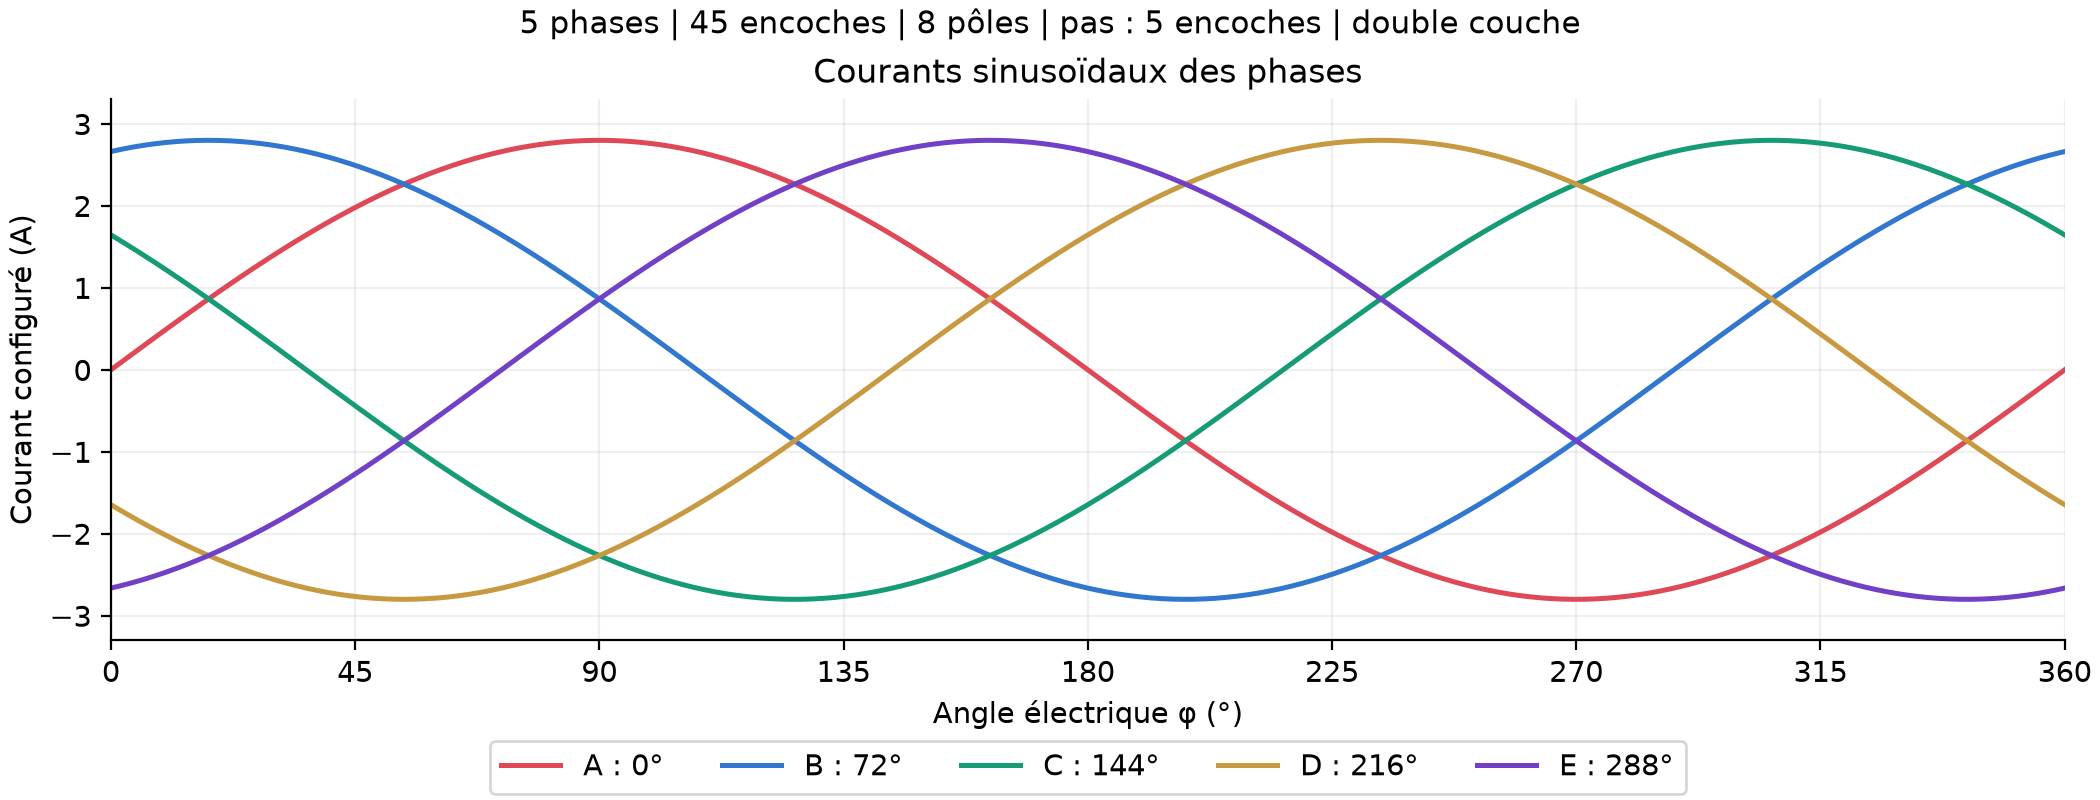 5 phases | 45 encoches | 8 pôles | pas : 5 encoches | double couche
Courants sinusoïdaux des phases
Courant configuré (A)
3
2
1
0
−1
−2
−3
0 45 90 135 180 225 270 315 360
Angle électrique φ (°)
A : 0° B : 72° C : 144° D : 216° E : 288°